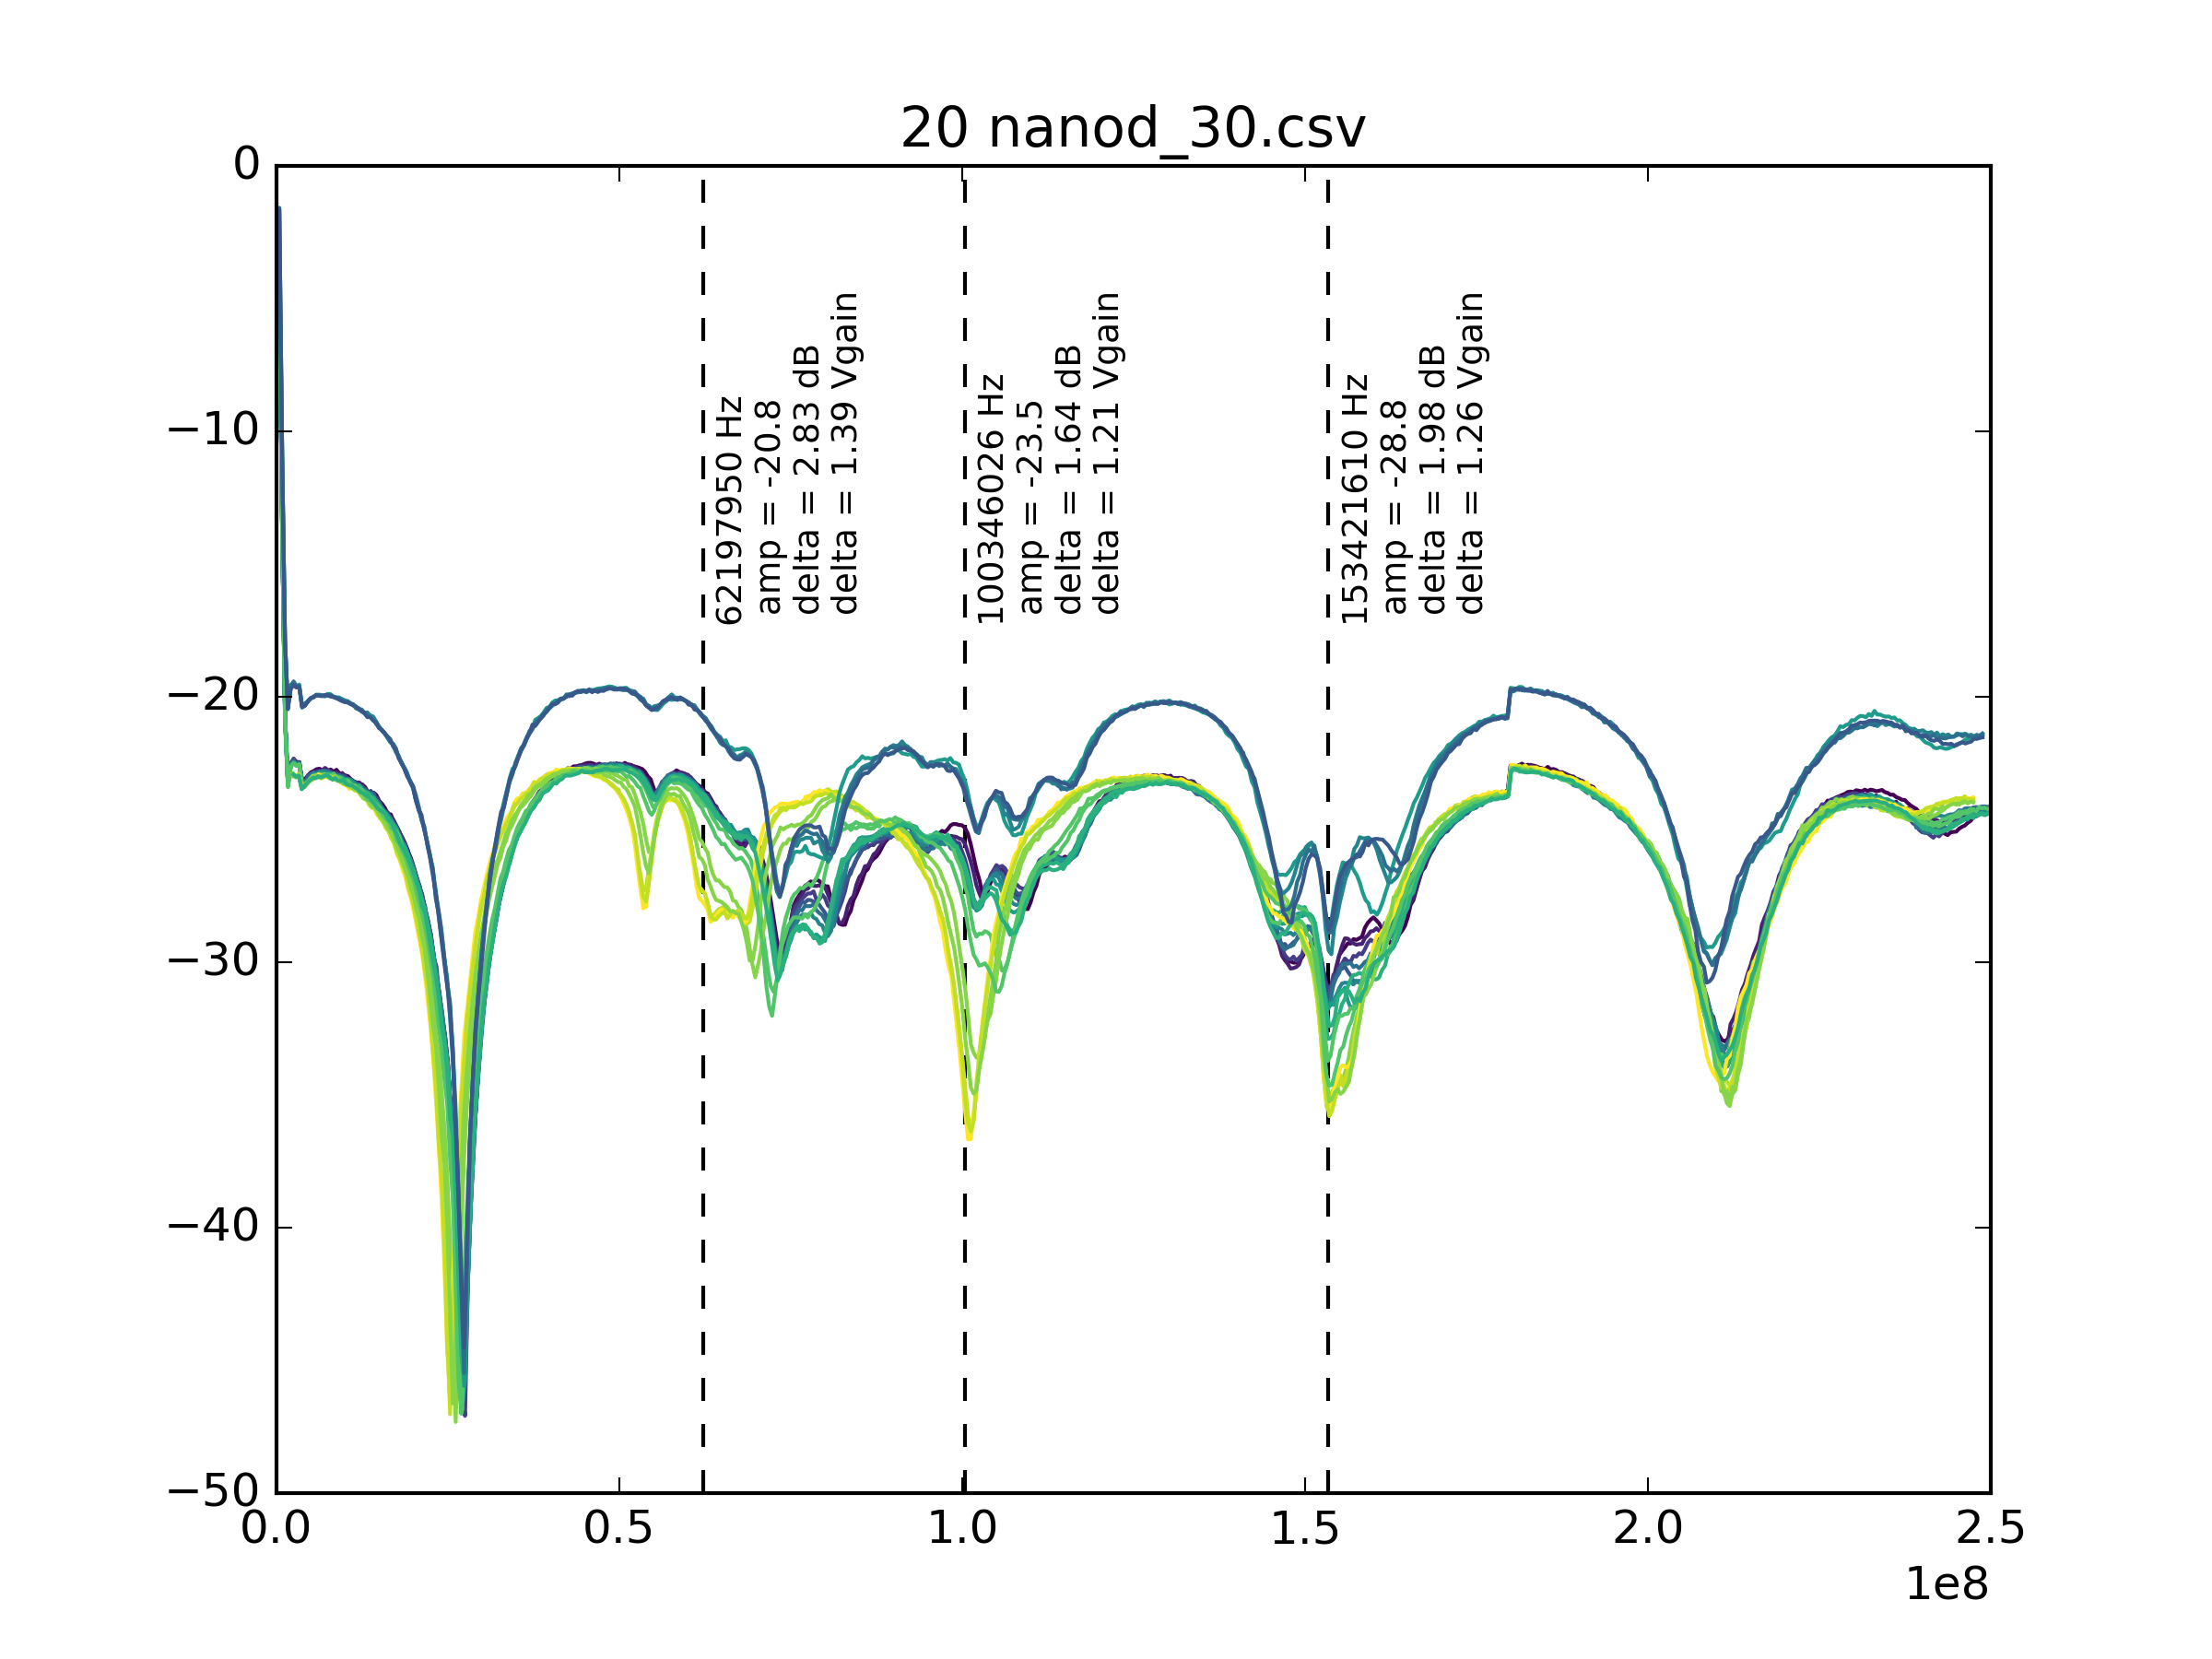 20 nanod_30.csv
0
−10
−20
−30
−40
−50
62197950 Hz
amp = -20.8
delta = 2.83 dB
delta = 1.39 Vgain
100346026 Hz
amp = -23.5
delta = 1.64 dB
delta = 1.21 Vgain
153421610 Hz
amp = -28.8
delta = 1.98 dB
delta = 1.26 Vgain
0.0 0.5 1.0 1.5 2.0 2.5
1e8